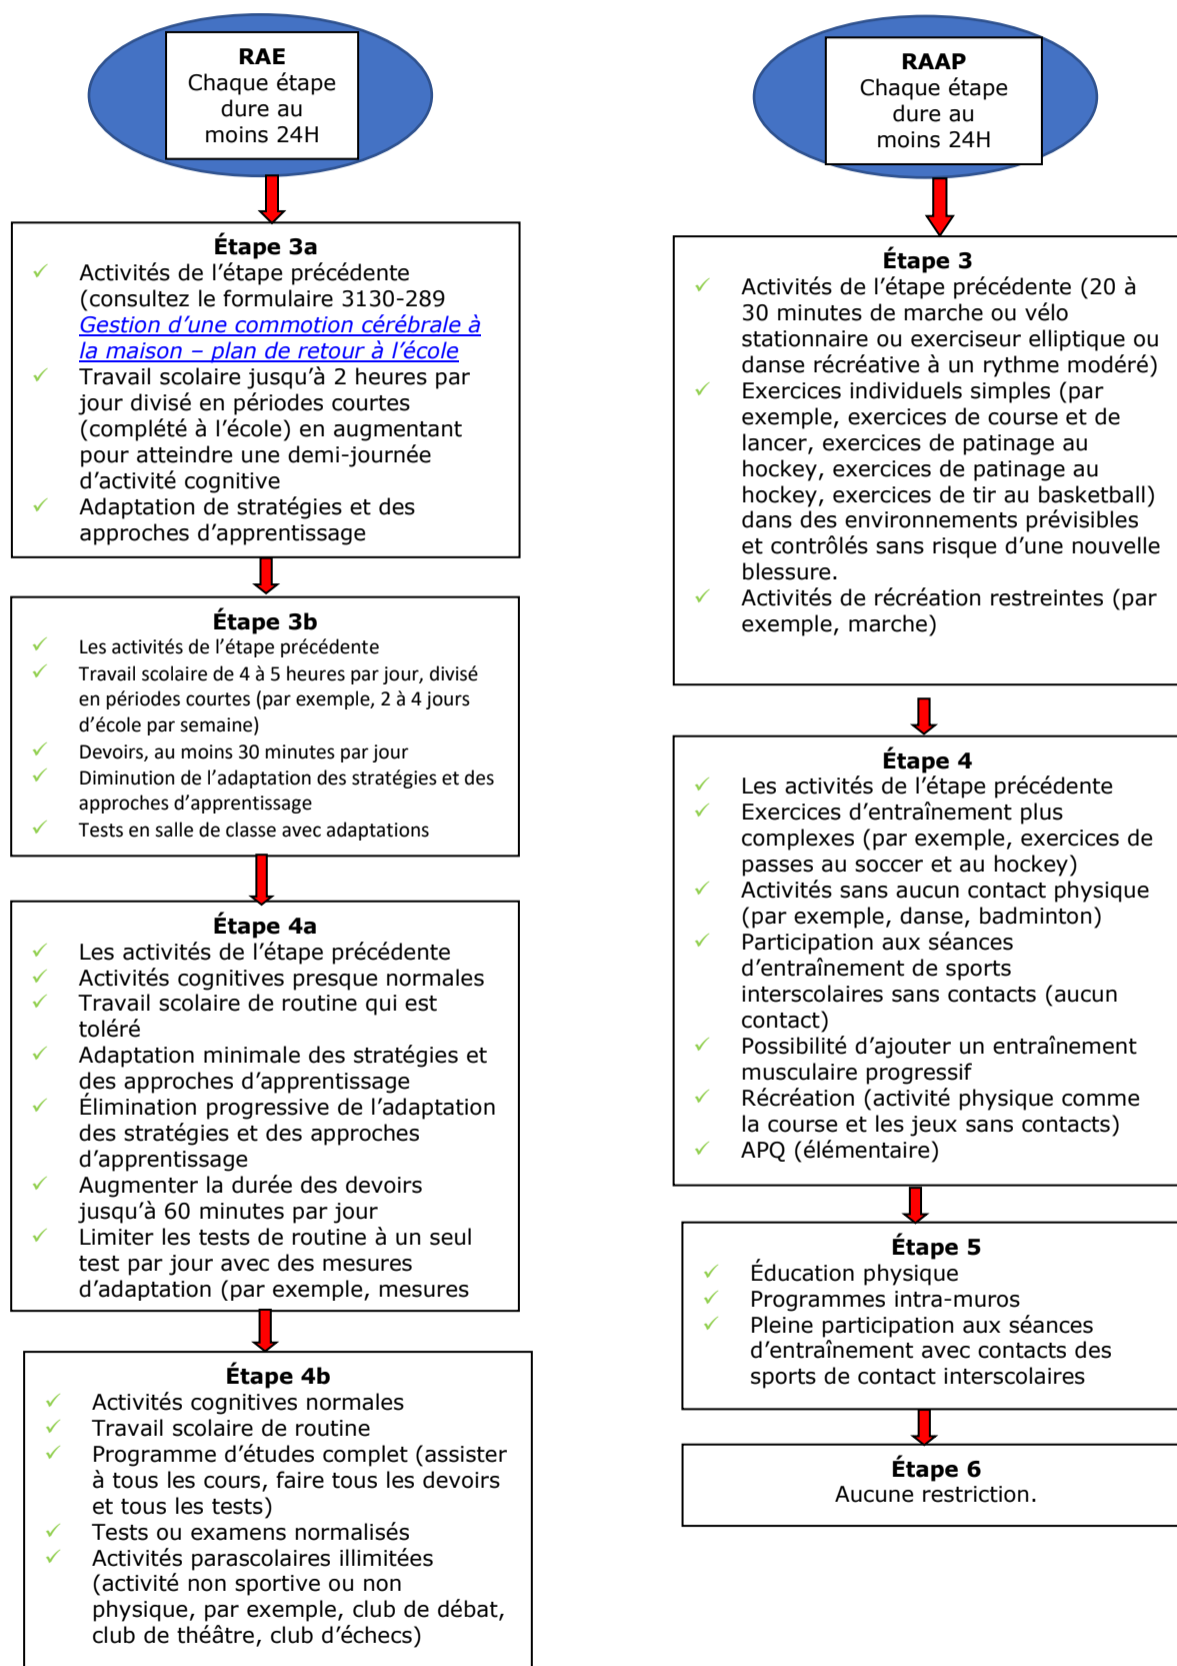 RAE
Chaque étape
dure au
moins 24H
Étape 3a
Activités de l’étape précédente
(consultez le formulaire 3130-289
Gestion d’une commotion cérébrale à
la maison – plan de retour à l’école
Travail scolaire jusqu’à 2 heures par
jour divisé en périodes courtes
(complété à l’école) en augmentant
pour atteindre une demi-journée
d’activité cognitive
Adaptation de stratégies et des
approches d’apprentissage
Étape 3b
Les activités de l’étape précédente
Travail scolaire de 4 à 5 heures par jour, divisé
en périodes courtes (par exemple, 2 à 4 jours
d’école par semaine)
Devoirs, au moins 30 minutes par jour
Diminution de l’adaptation des stratégies et des
approches d’apprentissage
Tests en salle de classe avec adaptations
Étape 4a
Les activités de l’étape précédente
Activités cognitives presque normales
Travail scolaire de routine qui est
toléré
Adaptation minimale des stratégies et
des approches d’apprentissage
Élimination progressive de l’adaptation
des stratégies et des approches
d’apprentissage
Augmenter la durée des devoirs
jusqu’à 60 minutes par jour
Limiter les tests de routine à un seul
test par jour avec des mesures
d’adaptation (par exemple, mesures
Étape 4b
Activités cognitives normales
Travail scolaire de routine
Programme d’études complet (assister
à tous les cours, faire tous les devoirs
et tous les tests)
Tests ou examens normalisés
Activités parascolaires illimitées
(activité non sportive ou non
physique, par exemple, club de débat,
club de théâtre, club d’échecs)
RAAP
Chaque étape
dure au
moins 24H
Étape 3
Activités de l’étape précédente (20 à
30 minutes de marche ou vélo
stationnaire ou exerciseur elliptique ou
danse récréative à un rythme modéré)
Exercices individuels simples (par
exemple, exercices de course et de
lancer, exercices de patinage au
hockey, exercices de patinage au
hockey, exercices de tir au basketball)
dans des environnements prévisibles
et contrôlés sans risque d’une nouvelle
blessure.
Activités de récréation restreintes (par
exemple, marche)
Étape 4
Les activités de l’étape précédente
Exercices d’entraînement plus
complexes (par exemple, exercices de
passes au soccer et au hockey)
Activités sans aucun contact physique
(par exemple, danse, badminton)
Participation aux séances
d’entraînement de sports
interscolaires sans contacts (aucun
contact)
Possibilité d’ajouter un entraînement
musculaire progressif
Récréation (activité physique comme
la course et les jeux sans contacts)
APQ (élémentaire)
Étape 5
Éducation physique
Programmes intra-muros
Pleine participation aux séances
d’entraînement avec contacts des
sports de contact interscolaires
Étape 6
Aucune restriction.